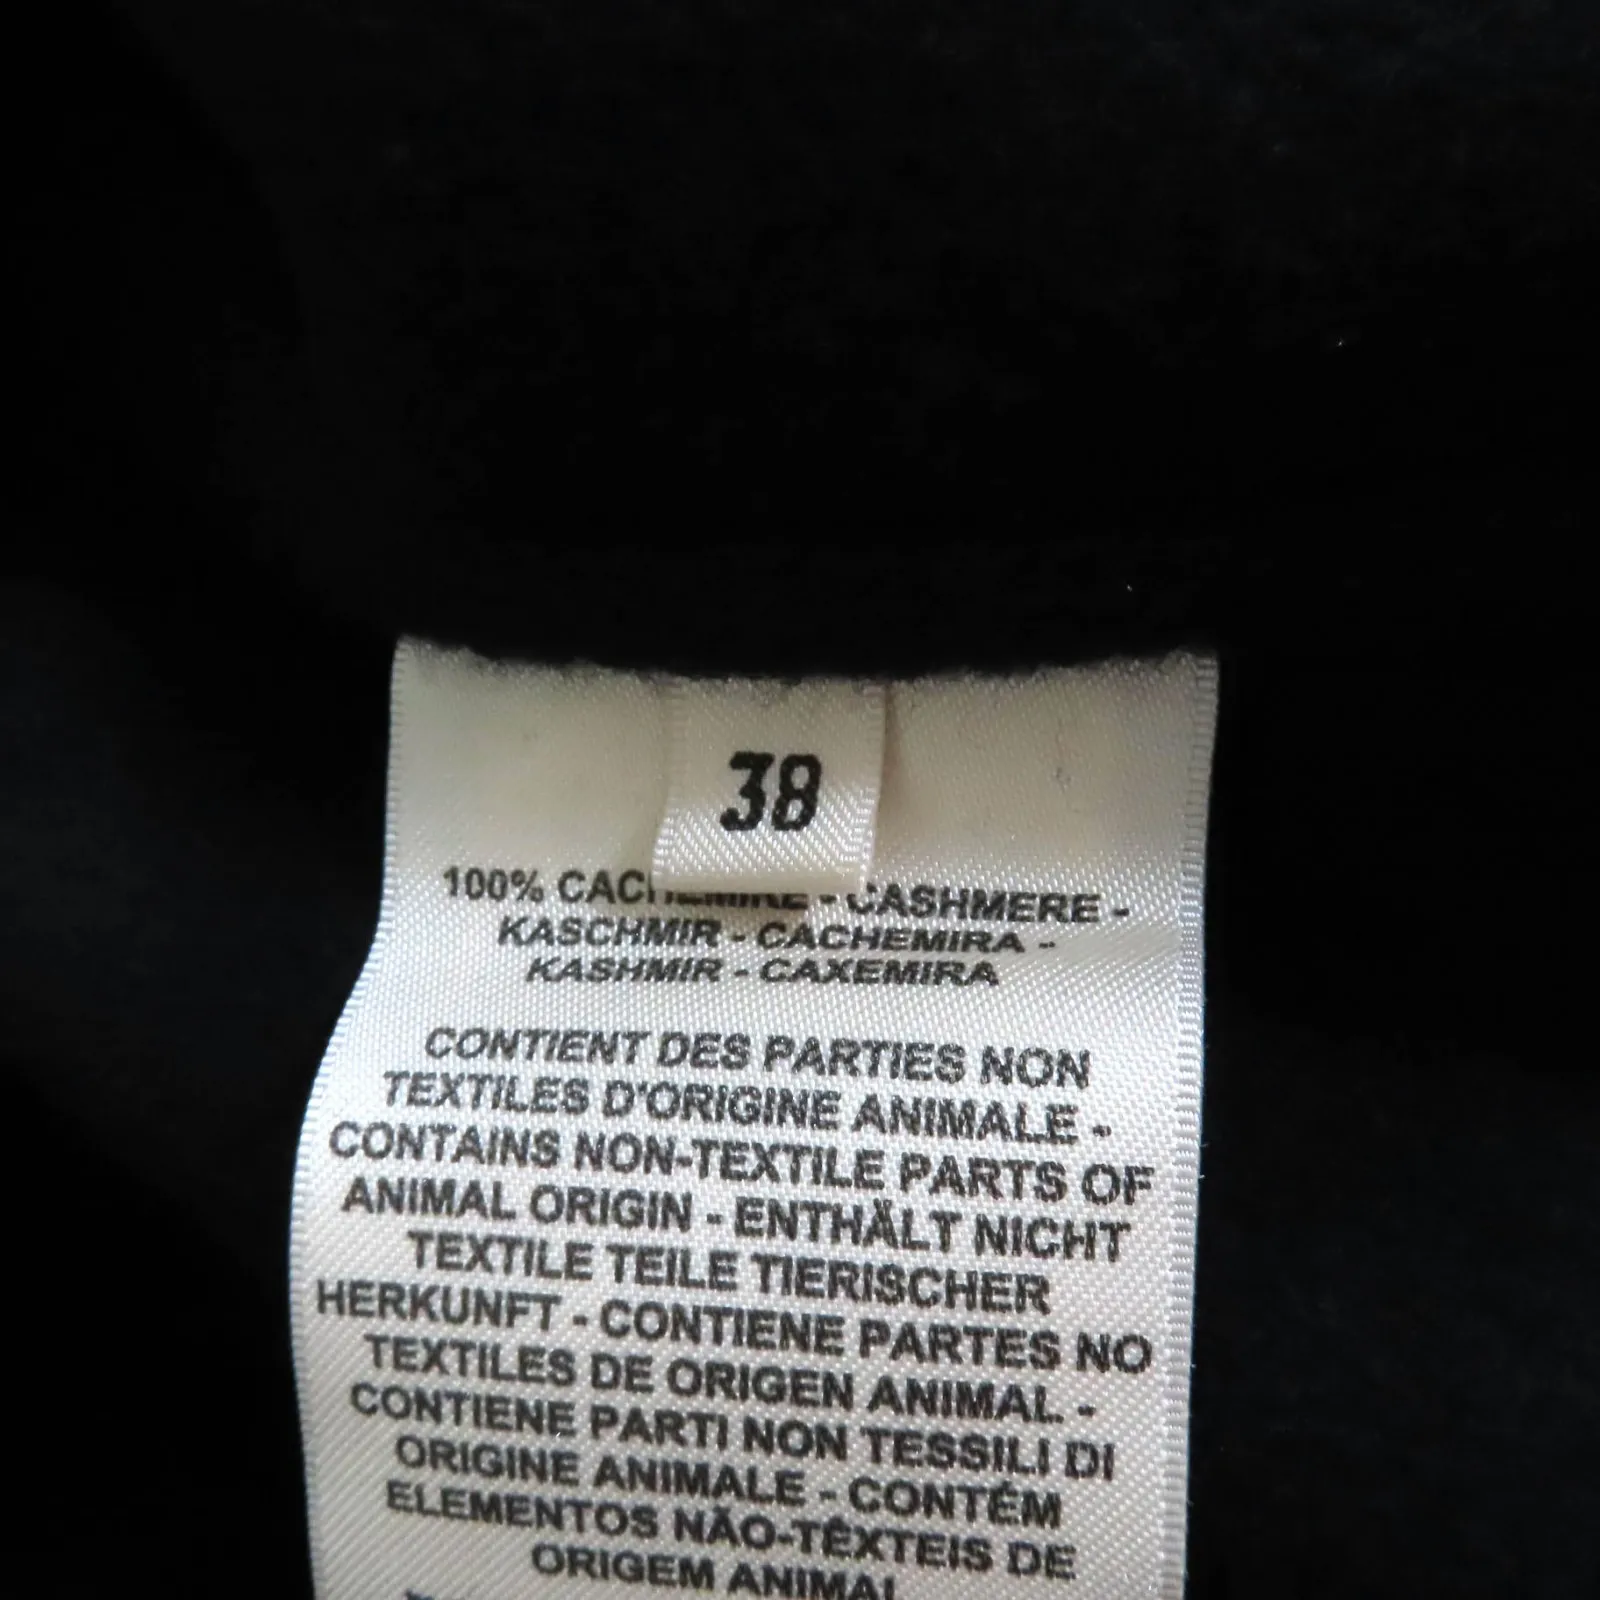 38
100% CACHEMIRE - CASHMERE -
KASCHMIR - CACHEMIRA -
KASHMIR - CAXEMIRA
CONTIENT DES PARTIES NON
TEXTILES D'ORIGINE ANIMALE -
CONTAINS NON-TEXTILE PARTS OF
ANIMAL ORIGIN - ENTHÄLT NICHT
TEXTILE TEILE TIERISCHER
HERKUNFT - CONTIENE PARTES NO
TEXTILES DE ORIGEN ANIMAL -
CONTIENE PARTI NON TESSILI DI
ORIGINE ANIMALE - CONTÉM
ELEMENTOS NÃO-TÊXTEIS DE
ORIGEM ANIMAL